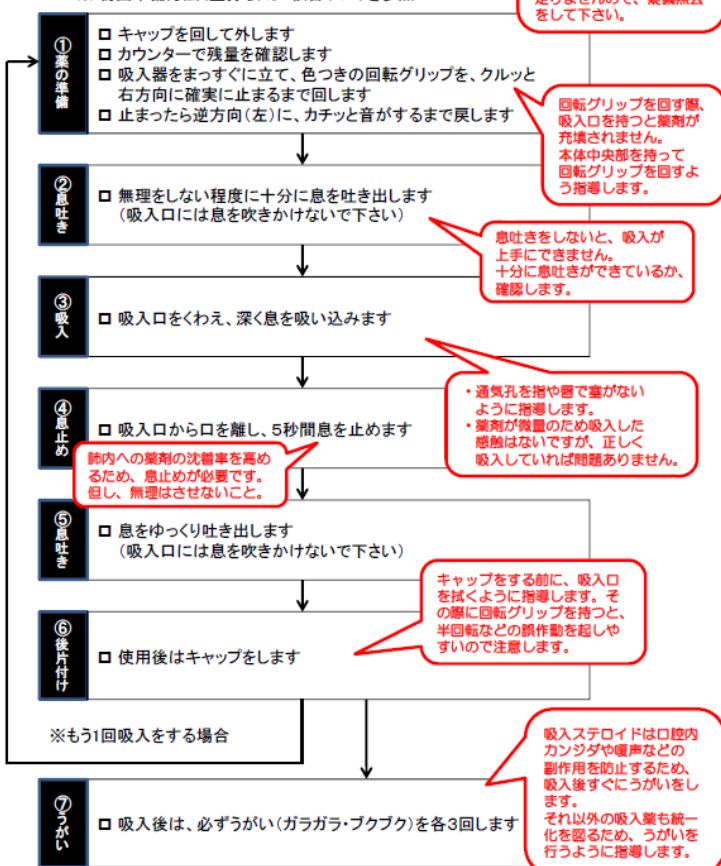 足りませんので、疑義照会
をして下さい。
①薬の準備
ロ キャップを回して外します
ロ カウンターで残量を確認します
ロ 吸入器をまっすぐに立て、色つきの回転グリップを、クルッと
右方向に確実に止まるまで回します
ロ 止まったら逆方向(左)に、カチッと音がするまで戻します
回転グリップを回す際、
吸入口を持つと薬剤が
充填されません。
本体中央部を持って
回転グリップを回すよ
う指導します。
②息吐き
ロ 無理をしない程度に十分に息を吐き出します
(吸入口には息を吹きかけないで下さい)
息吐きをしないと、吸入が
上手にできません。
十分に息吐きができているか、
確認します。
③吸入
ロ 吸入口をくわえ、深く息を吸い込みます
・通気孔を指や唇で塞がない
ように指導します。
・薬剤が微量のため吸入した
感触はないですが、正しく
吸入していれば問題ありません。
④息止め
ロ 吸入口から口を離し、5秒間息を止めます
肺内への薬剤の沈着率を高め
るため、息止めが必要です。
但し、無理はさせないこと。
⑤息吐き
ロ 息をゆっくり吐き出します
(吸入口には息を吹きかけないで下さい)
キャップをする前に、吸入口
を拭くように指導します。そ
の際に回転グリップを持つと、
半回転などの誤作動を起しや
すいので注意します。
⑥後片付け
ロ 使用後はキャップをします
※もう1回吸入をする場合
吸入ステロイドは口腔内
カンジダや嗄声などの
副作用を防止するため、
吸入後すぐにうがいをし
ます。
それ以外の吸入薬も統一
化を図るため、うがいを
行うように指導します。
⑦うがい
ロ 吸入後は、必ずうがい(ガラガラ・ブクブク)を各3回します